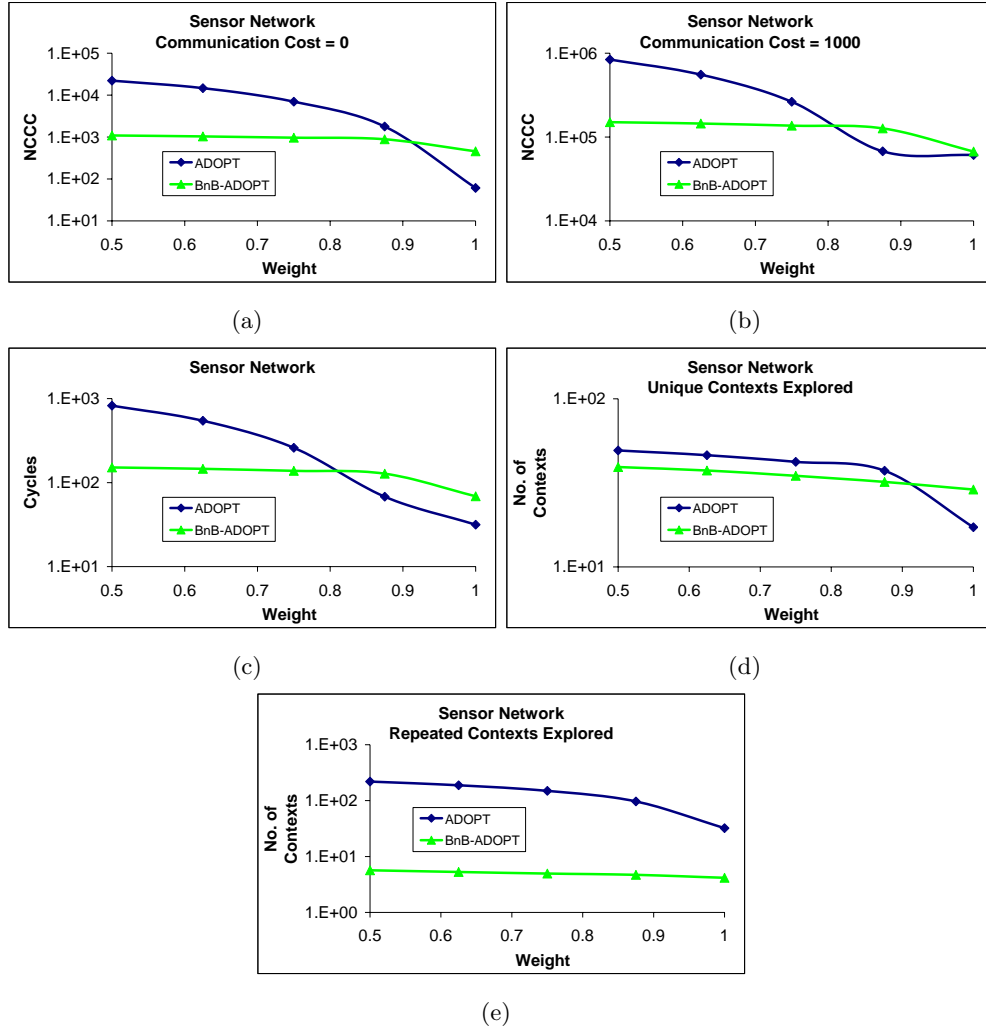 Sensor Network
Communication Cost = 0
1.E+05
1.E+04
1.E+03
1.E+02
1.E+01
NCCC
ADOPT
BnB-ADOPT
0.5 0.6 0.7 0.8 0.9 1
Weight
(a)
Sensor Network
Communication Cost = 1000
1.E+06
1.E+05
1.E+04
NCCC
ADOPT
BnB-ADOPT
0.5 0.6 0.7 0.8 0.9 1
Weight
(b)
Sensor Network
1.E+03
1.E+02
1.E+01
Cycles
ADOPT
BnB-ADOPT
0.5 0.6 0.7 0.8 0.9 1
Weight
(c)
Sensor Network
Unique Contexts Explored
1.E+02
1.E+01
No. of
Contexts
ADOPT
BnB-ADOPT
0.5 0.6 0.7 0.8 0.9 1
Weight
(d)
Sensor Network
Repeated Contexts Explored
1.E+03
1.E+02
1.E+01
1.E+00
No. of
Contexts
ADOPT
BnB-ADOPT
0.5 0.6 0.7 0.8 0.9 1
Weight
(e)